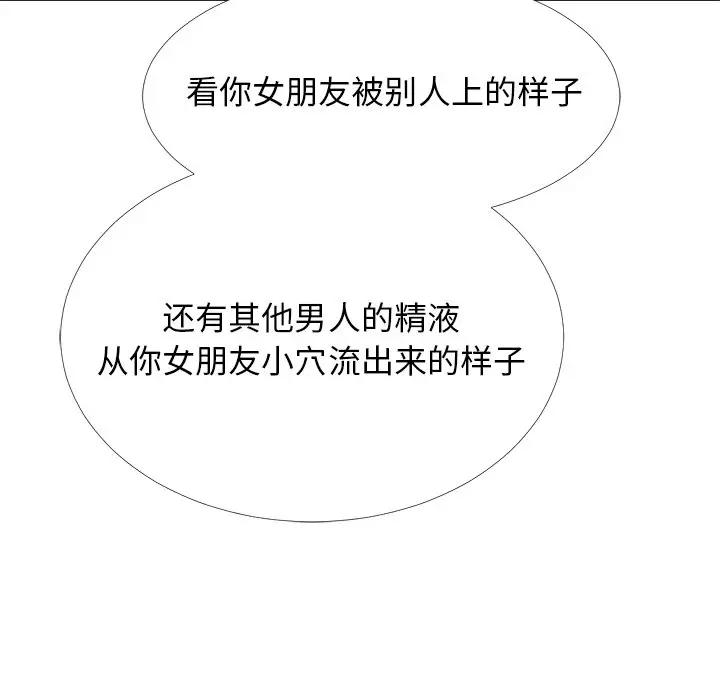 看你女朋友被别人上的样子
还有其他男人的精液
从你女朋友小穴流出来的样子